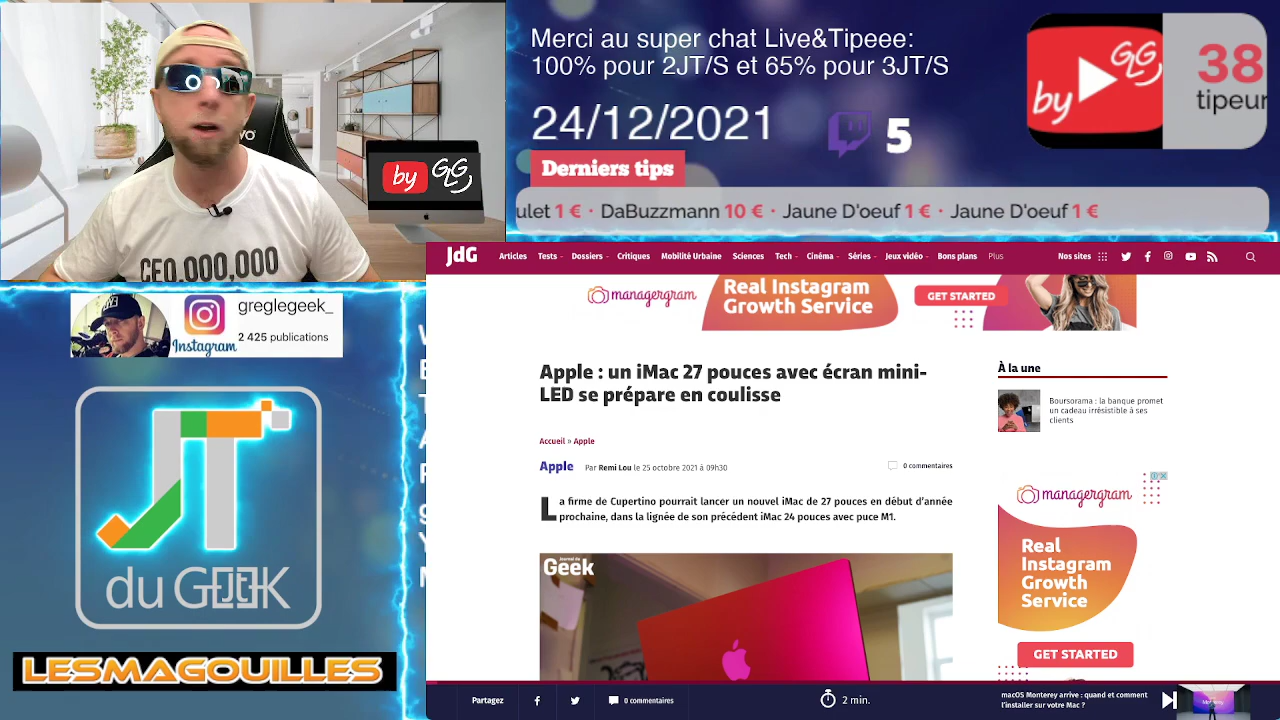 Merci au super chat Live&Tipeee:
100% pour 2JT/S et 65% pour 3JT/S
24/12/2021
5
Derniers tips
ulet 1 € · DaBuzzmann 10 € · Jaune D'oeuf 1 € · Jaune D'oeuf 1 €
by GLG
38
tipeur
by GLG
CEO,OOO,OOO
greglegeek_
Instagram
2 425 publications
JT
du GEEK
LESMAGOUILLES
JdG
Articles Tests Dossiers Critiques Mobilité Urbaine Sciences Tech Cinéma Séries Jeux vidéo Bons plans Plus
Nos sites
managergram
Real Instagram
Growth Service
GET STARTED
Apple : un iMac 27 pouces avec écran mini-
LED se prépare en coulisse
Accueil » Apple
Apple
Par Remi Lou le 25 octobre 2021 à 09h30
0 commentaires
La firme de Cupertino pourrait lancer un nouvel iMac de 27 pouces en début d'année
prochaine, dans la lignée de son précédent iMac 24 pouces avec puce M1.
Journal du
Geek
À la une
Boursorama : la banque promet
un cadeau irrésistible à ses
clients
managergram
Real
Instagram
Growth
Service
GET STARTED
Partagez
0 commentaires
2 min.
macOS Monterey arrive : quand et comment
l'installer sur votre Mac ?